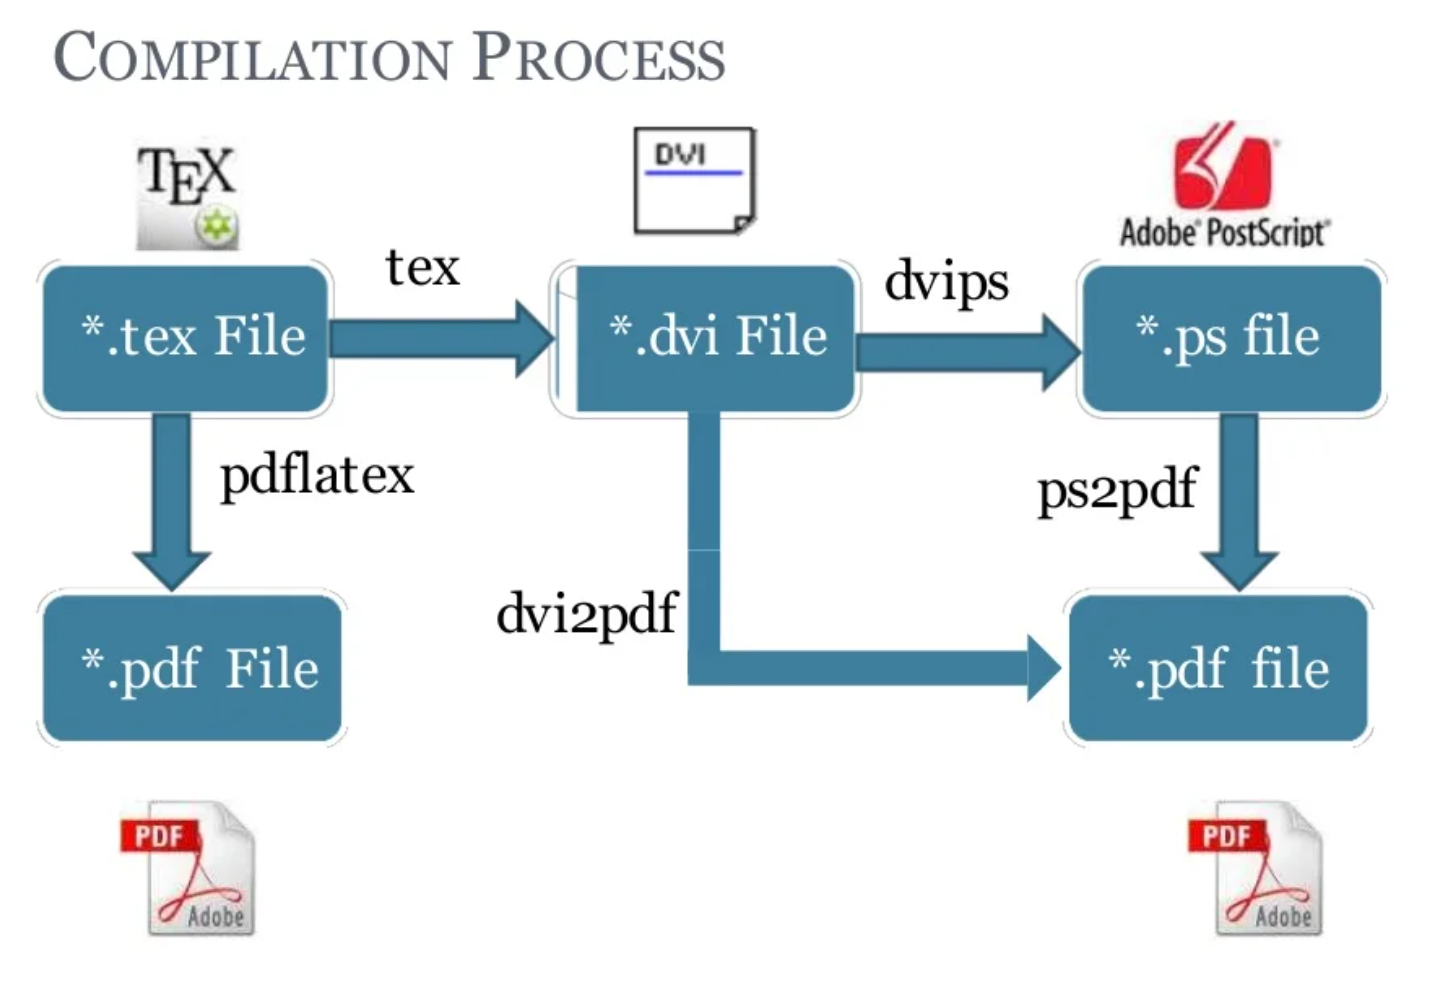 COMPILATION PROCESS
TEX
DVI
Adobe® PostScript®
tex
dvips
*.tex File
*.dvi File
*.ps file
pdflatex
ps2pdf
dvi2pdf
*.pdf File
*.pdf file
PDF
Adobe
PDF
Adobe